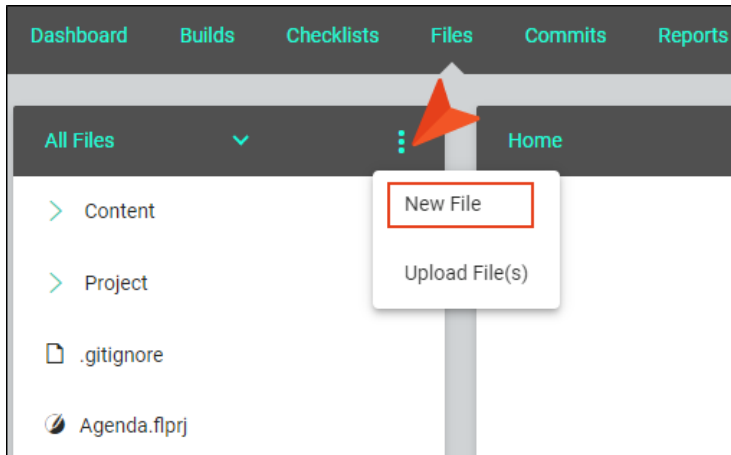 Dashboard Builds Checklists Files Commits Reports
All Files
Home
Content
New File
Upload File(s)
Project
.gitignore
Agenda.flprj